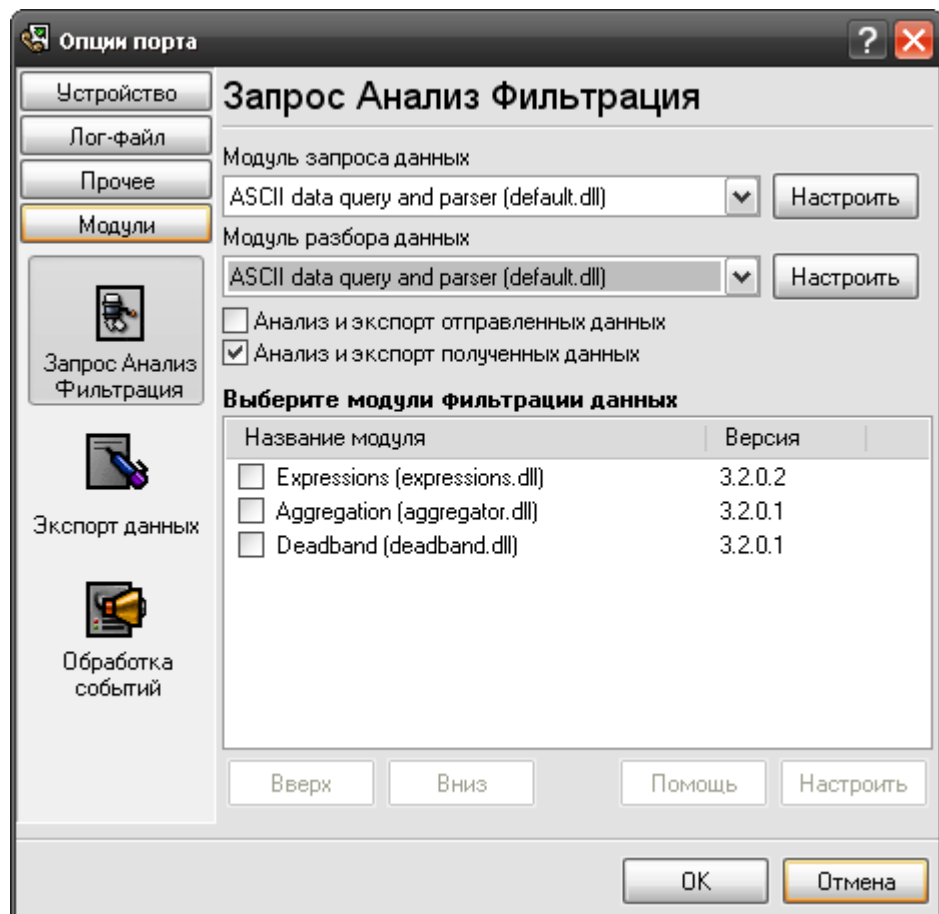 Опции порта
Устройство
Лог-файл
Прочее
Модули
Запрос Анализ
Фильтрация
Экспорт данных
Обработка
событий
Запрос Анализ Фильтрация
Модуль запроса данных
ASCII data query and parser (default.dll)
Настроить
Модуль разбора данных
ASCII data query and parser (default.dll)
Настроить
Анализ и экспорт отправленных данных
Анализ и экспорт полученных данных
Выберите модули фильтрации данных
Название модуля Версия
Expressions (expressions.dll) 3.2.0.2
Aggregation (aggregator.dll) 3.2.0.1
Deadband (deadband.dll) 3.2.0.1
Вверх Вниз Помощь Настроить
OK Отмена